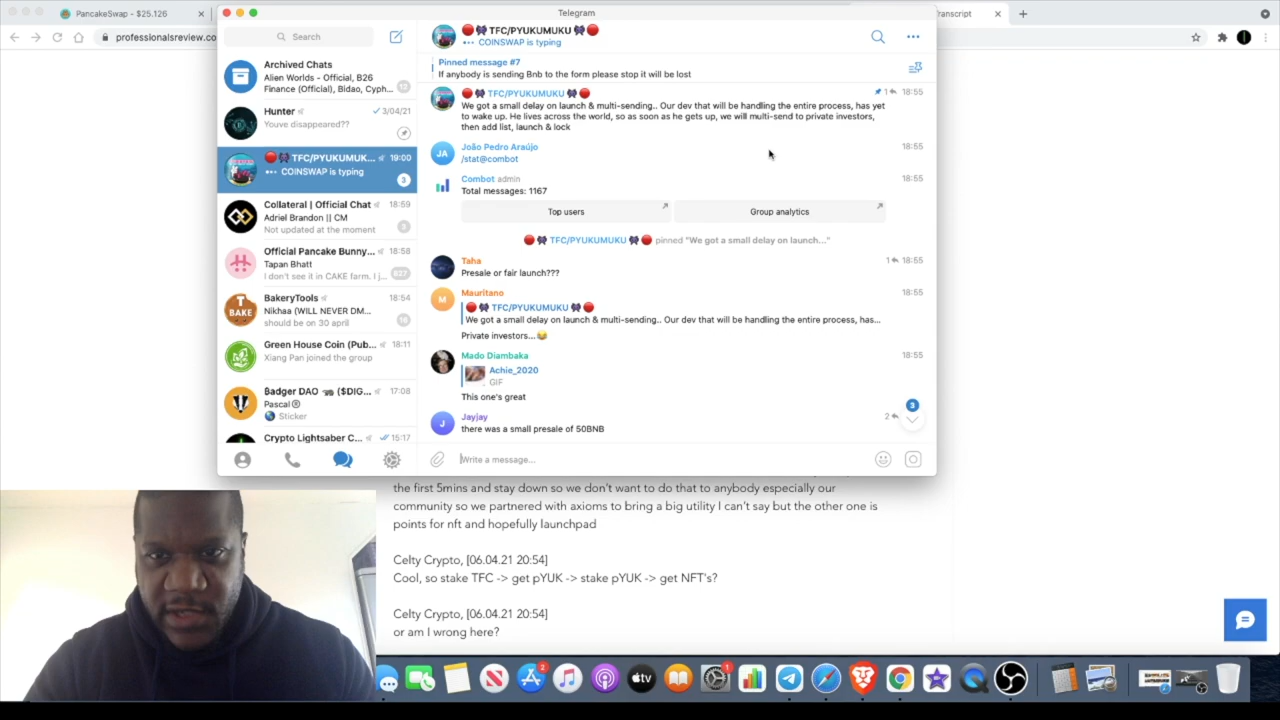 PancakeSwap - $25.126
Transcript
professionalsreview.co
Telegram
Search
TFC/PYUKUMUKU
COINSWAP is typing
Archived Chats
Alien Worlds - Official, B26
Finance (Official), Bidao, Cyph...
Hunter
3/04/21
Youve disappeared??
TFC/PYUKUMUK...
19:00
COINSWAP is typing
3
Collateral | Official Chat
18:59
Adriel Brandon || CM
Not updated at the moment
3
Official Pancake Bunny...
18:58
Tapan Bhatt
I don't see it in CAKE farm. I j...
627
BakeryTools
18:54
Nikhaa (WILL NEVER DM...
should be on 30 april
Green House Coin (Pub...
18:11
Xiang Pan joined the group
Badger DAO 🦡 ($DIG...
17:08
Pascal®
Sticker
Crypto Lightsaber C...
15:17
Pinned message #7
If anybody is sending Bnb to the form please stop it will be lost
TFC/PYUKUMUKU
1 18:55
We got a small delay on launch & multi-sending.. Our dev that will be handling the entire process, has yet
to wake up. He lives across the world, so as soon as he gets up, we will multi-send to private investors,
then add list, launch & lock
JA
João Pedro Araújo
18:55
/stat@combot
Combot admin
18:55
Total messages: 1167
Top users
Group analytics
TFC/PYUKUMUKU pinned "We got a small delay on launch..."
Taha
1 18:55
Presale or fair launch???
M
Mauritano
18:55
TFC/PYUKUMUKU
We got a small delay on launch & multi-sending.. Our dev that will be handling the entire process, has...
Private investors...😂
Mado Diambaka
18:55
Achie_2020
GIF
This one's great
3
J
Jayjay
2
there was a small presale of 50BNB
Write a message...
the first 5mins and stay down so we don't want to do that to anybody especially our
community so we partnered with axioms to bring a big utility I can't say but the other one is
points for nft and hopefully launchpad
Celty Crypto, [06.04.21 20:54]
Cool, so stake TFC -> get pYUK -> stake pYUK -> get NFT's?
Celty Crypto, [06.04.21 20:54]
or am I wrong here?
2
tv
1